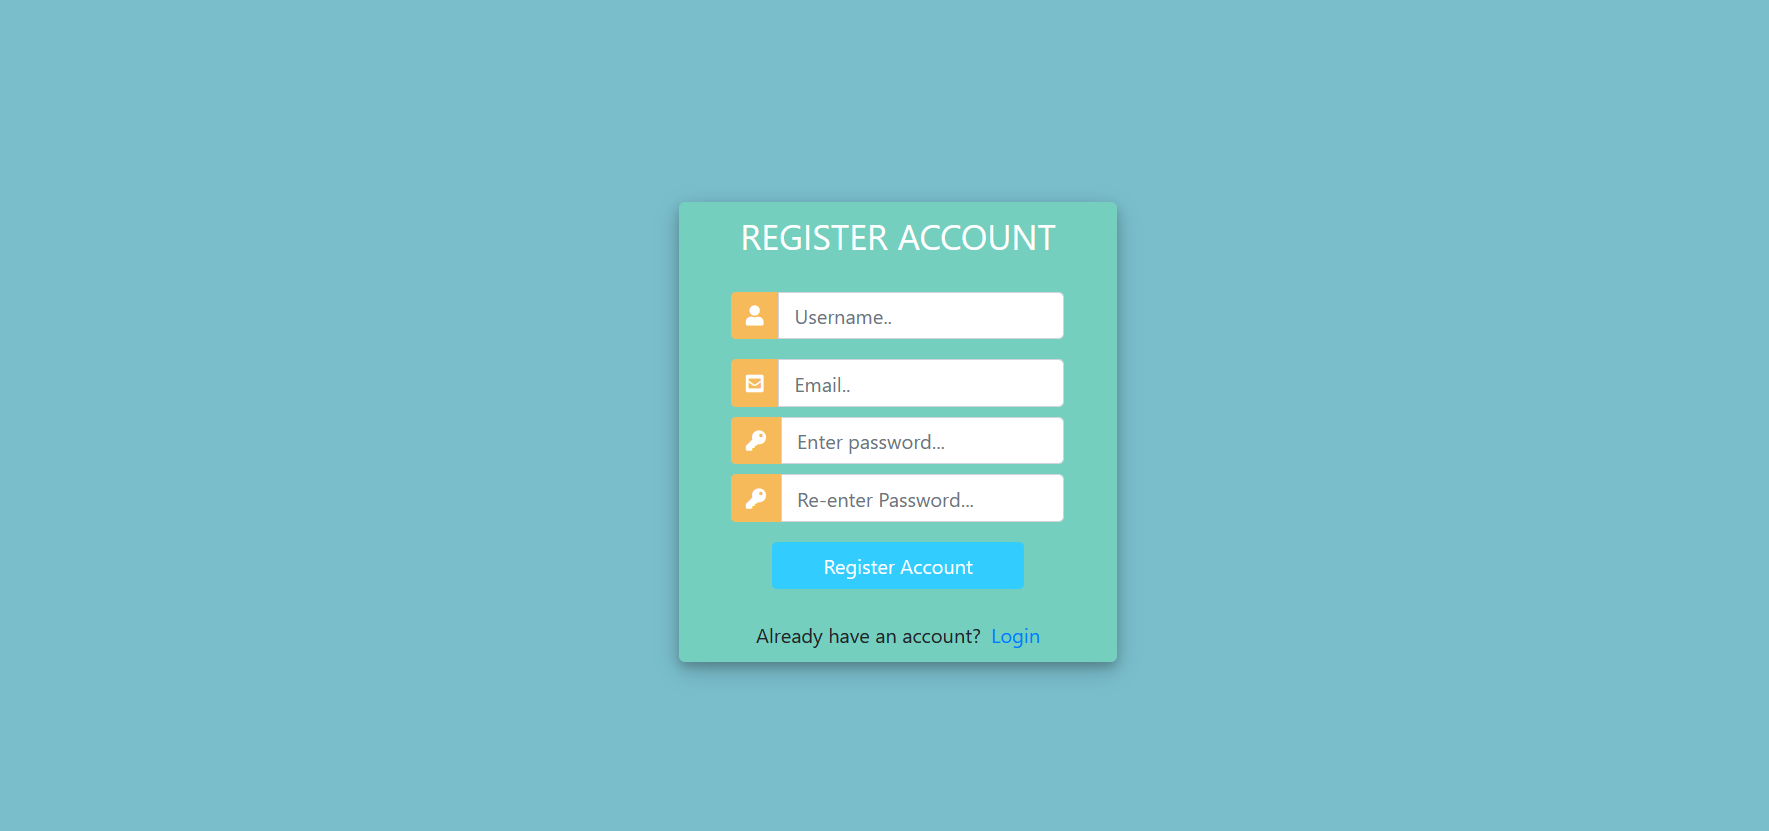 REGISTER ACCOUNT
Username..
Email..
Enter password...
Re-enter Password...
Register Account
Already have an account? Login